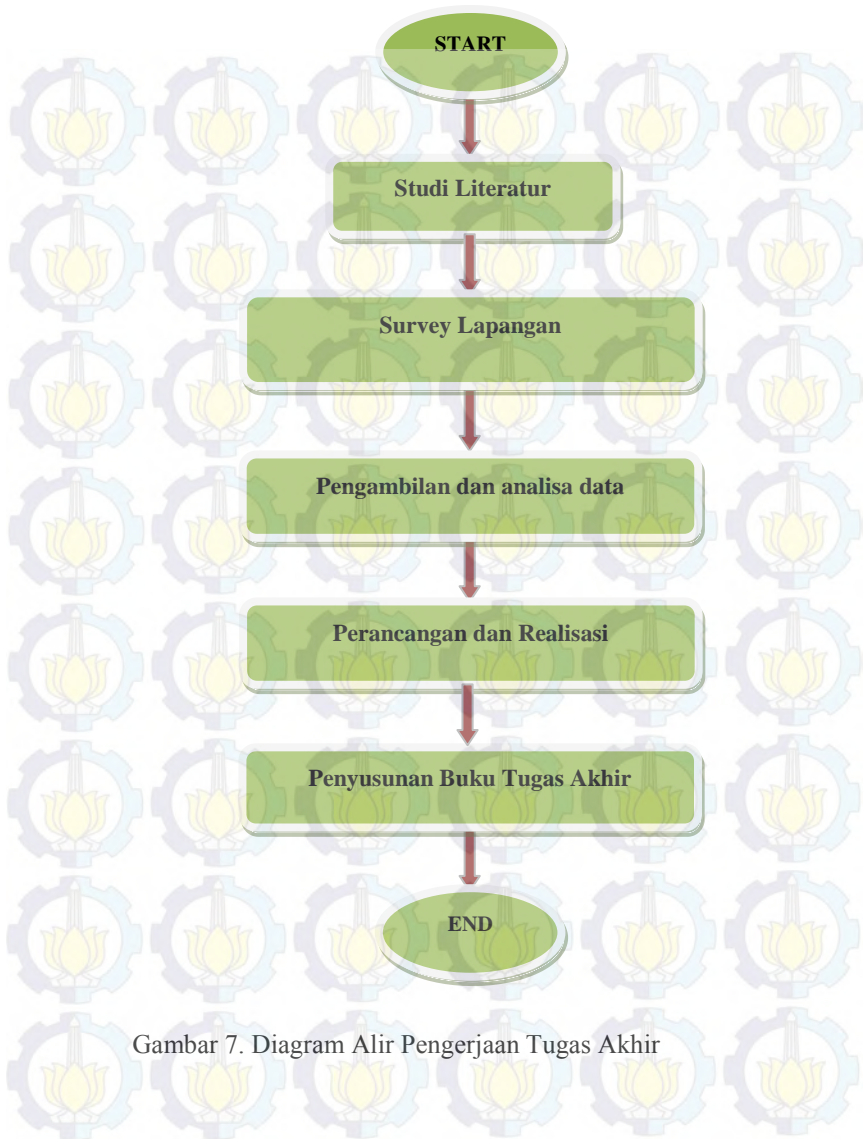 START
Studi Literatur
Survey Lapangan
Pengambilan dan analisa data
Perancangan dan Realisasi
Penyusunan Buku Tugas Akhir
END
Gambar 7. Diagram Alir Pengerjaan Tugas Akhir